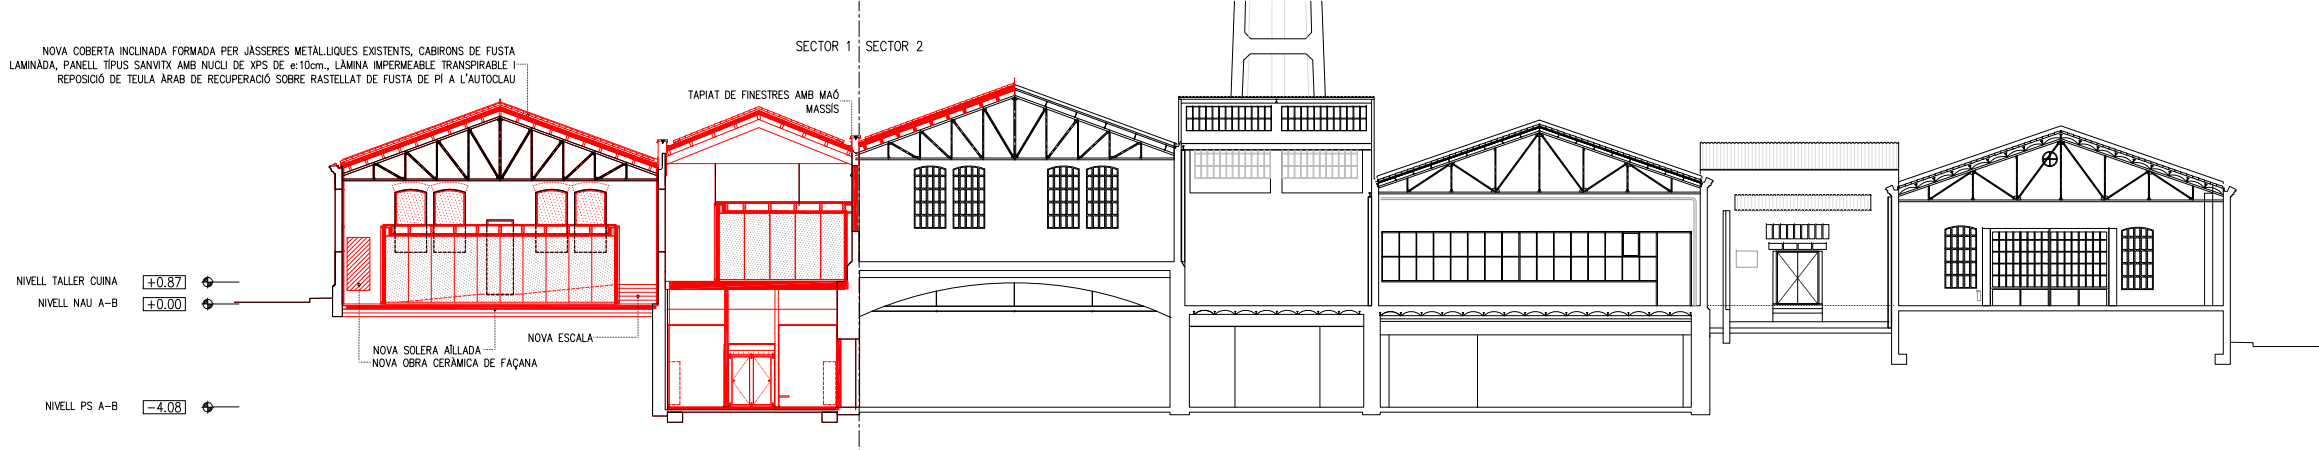 NOVA COBERTA INCLINADA FORMADA PER JÀSSERES METÀL.LIQUES EXISTENTS, CABIRONS DE FUSTA
LAMINÀDA, PANELL TÍPUS SANVITX AMB NUCLI DE XPS DE e:10cm., LÀMINA IMPERMEABLE TRANSPIRABLE I
REPOSICIÓ DE TEULA ÀRAB DE RECUPERACIÓ SOBRE RASTELLAT DE FUSTA DE PÍ A L'AUTOCLAU
SECTOR 1 SECTOR 2
TAPIAT DE FINESTRES AMB MAÓ
MASSÍS
NIVELL TALLER CUINA +0.87
NIVELL NAU A-B +0.00
NOVA ESCALA
NOVA SOLERA AÏLLADA
NOVA OBRA CERÀMICA DE FAÇANA
NIVELL PS A-B -4.08